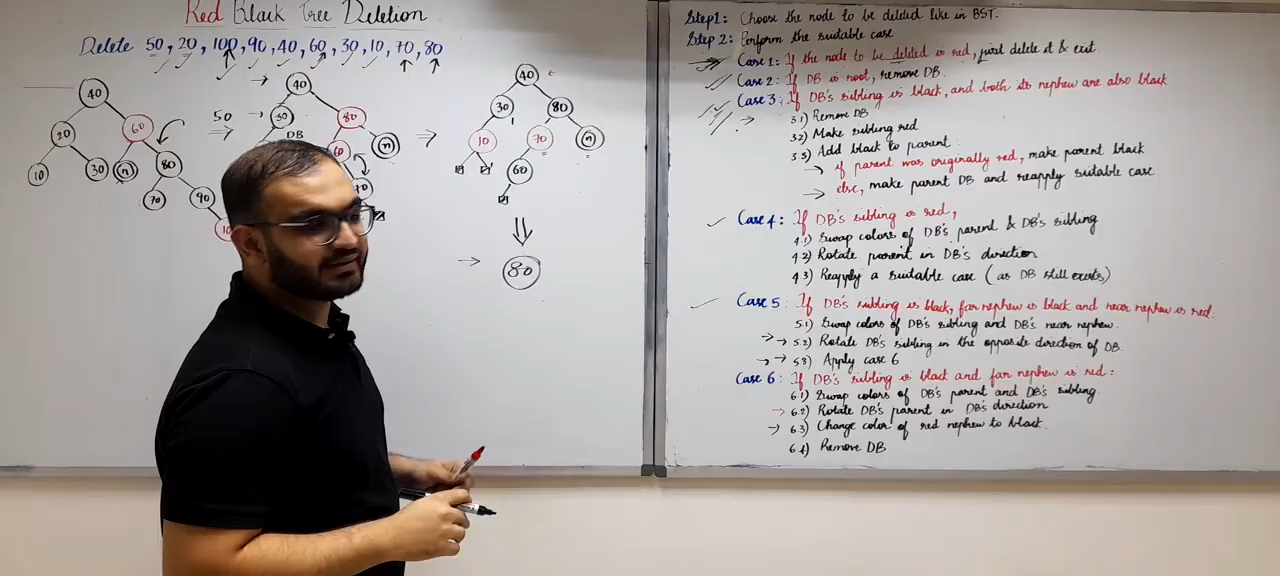 Red Black Tree Deletion
Delete 50, 20, 100, 90, 40, 60, 30, 10, 70, 80
40
20
60
10
30
n
80
70
90
50
40
30
80
DB
n
40
30
80
10
70
n
60
80
Step1: Choose the node to be deleted like in BST.
Step 2: Perform the suitable case
Case 1: If the node to be deleted is red, just delete it & exit.
Case 2: If DB is root, remove DB.
Case 3: If DB's sibling is black, and both its nephew are also black
3.1) Remove DB
3.2) Make sibling red
3.3) Add black to parent.
→ if parent was originally red, make parent black
→ else, make parent DB and reapply suitable case
Case 4: If DB's sibling is red,
4.1) Swap colors of DB's parent & DB's sibling
4.2) Rotate parent in DB's direction
4.3) Reapply a suitable case (as DB still exists)
Case 5: If DB's sibling is black, far nephew is black and near nephew is red.
5.1) Swap colors of DB's sibling and DB's near nephew.
5.2) Rotate DB's sibling in the opposite direction of DB.
5.3) Apply case 6
Case 6: If DB's sibling is black and far nephew is red:
6.1) Swap colors of DB's parent and DB's sibling
6.2) Rotate DB's parent in DB's direction
6.3) Change color of red nephew to black.
6.4) Remove DB